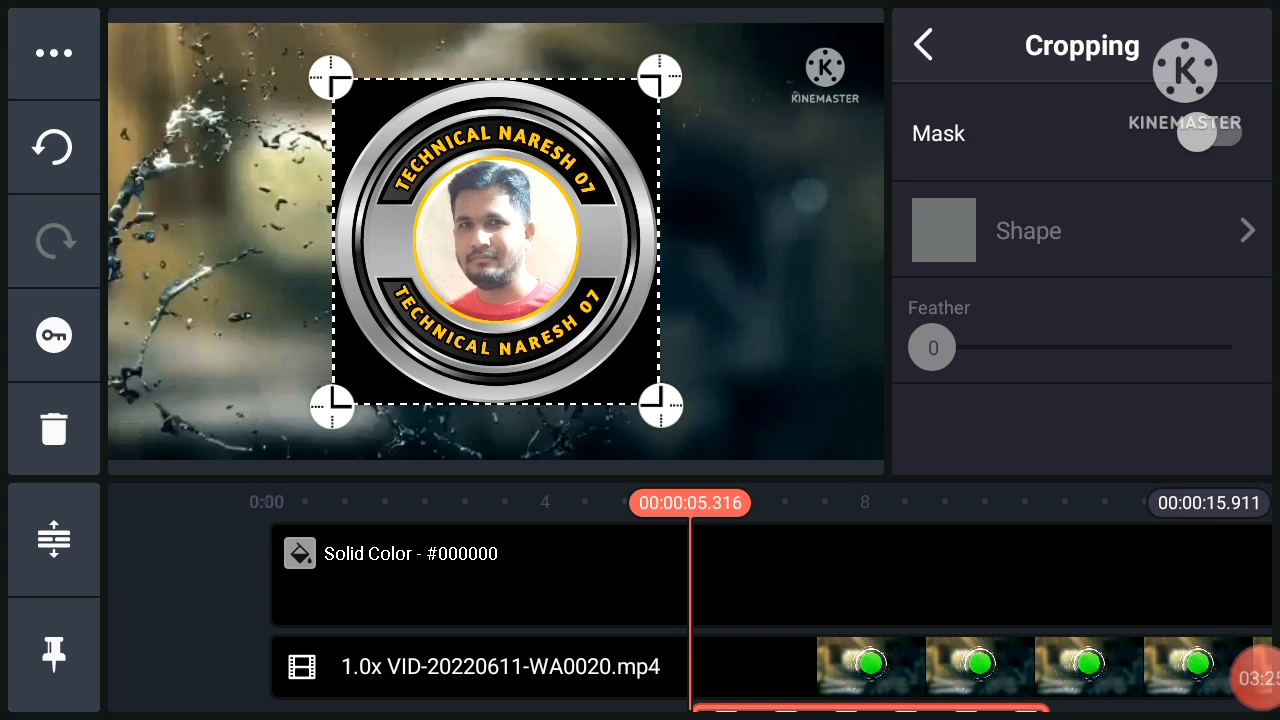 Cropping
KINEMASTER
KINEMASTER
Mask
TECHNICAL NARESH 07
TECHNICAL NARESH 07
Shape
Feather
0
0:00
4
00:00:05.316
8
00:00:15.911
Solid Color - #000000
1.0x VID-20220611-WA0020.mp4